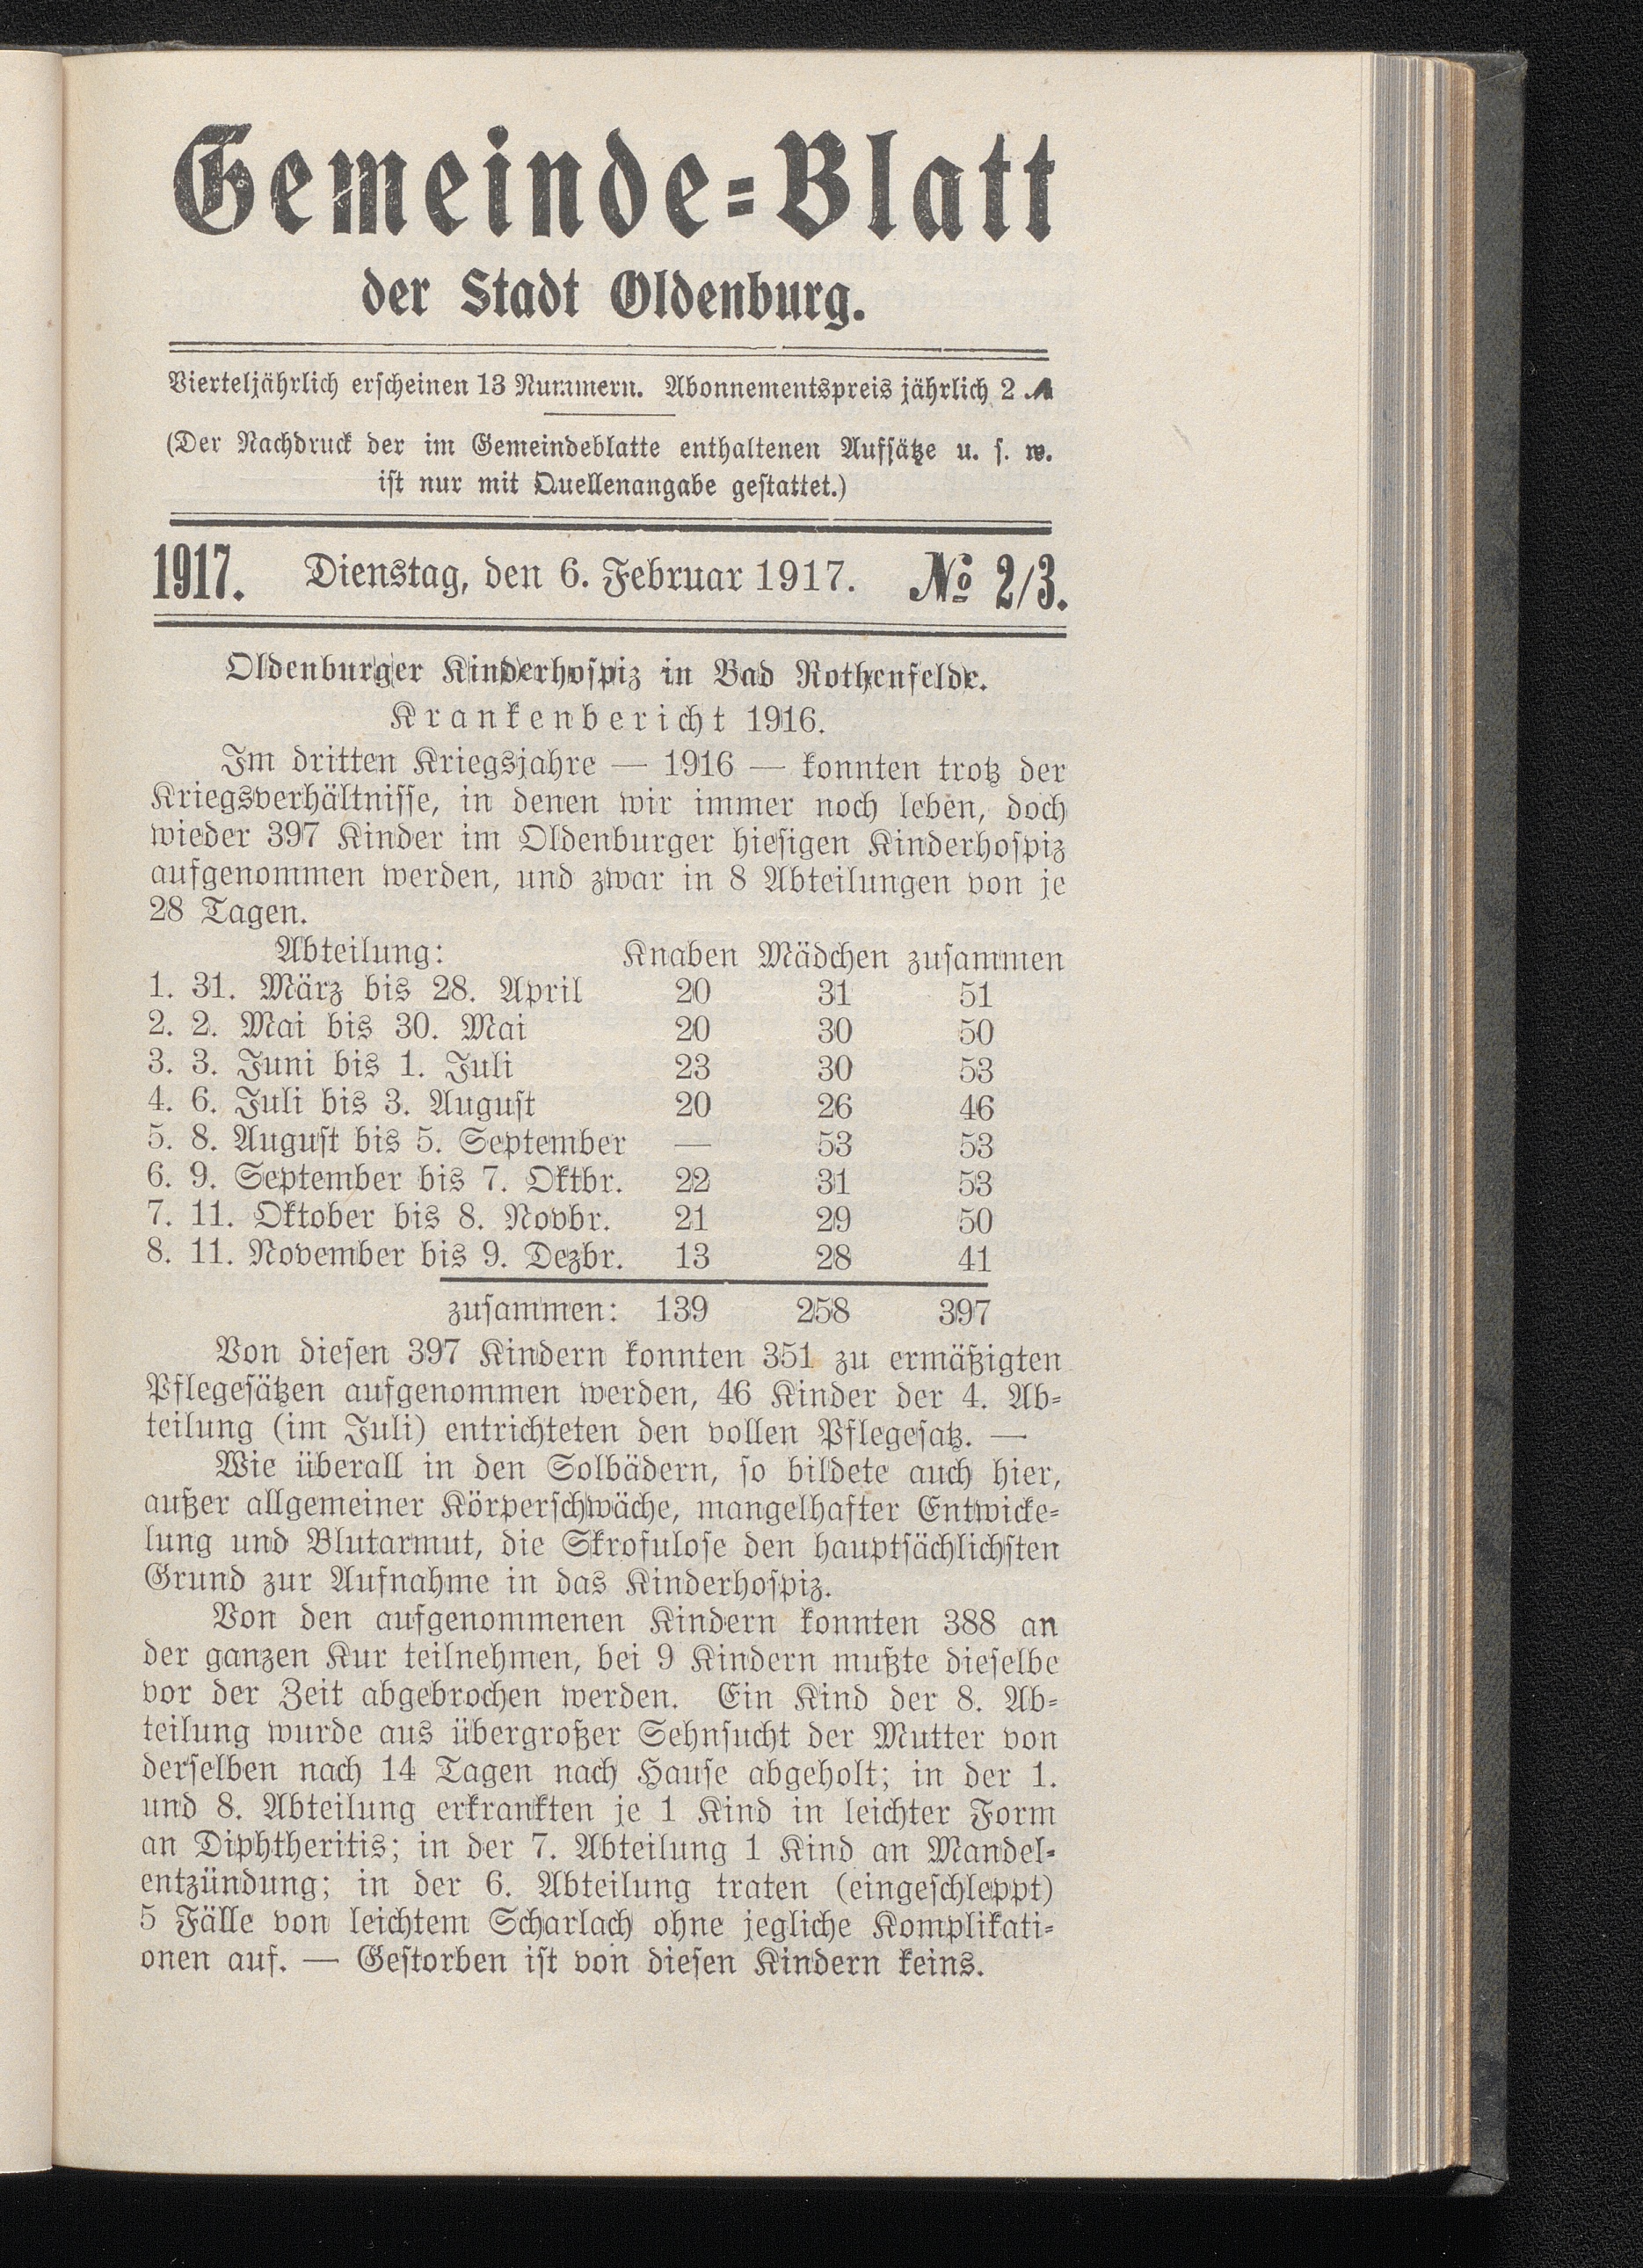 Gemeinde=Blatt
der Stadt Oldenburg.
Vierteljährlich erscheinen 13 Nummern. Abonnementspreis jährlich 2 ℳ
(Der Nachdruck der im Gemeindeblatte enthaltenen Aufsätze u. s. w.
ist nur mit Quellenangabe gestattet.)
1917. Dienstag, den 6. Februar 1917. № 2/3.
Oldenburger Kinderhospiz in Bad Rothenfelde.
Krankenbericht 1916.
Im dritten Kriegsjahre — 1916 — konnten trotz der
Kriegsverhältnisse, in denen wir immer noch leben, doch
wieder 397 Kinder im Oldenburger hiesigen Kinderhospiz
aufgenommen werden, und zwar in 8 Abteilungen von je
28 Tagen.
Abteilung: Knaben Mädchen zusammen
1. 31. März bis 28. April 20 31 51
2. 2. Mai bis 30. Mai 20 30 50
3. 3. Juni bis 1. Juli 23 30 53
4. 6. Juli bis 3. August 20 26 46
5. 8. August bis 5. September — 53 53
6. 9. September bis 7. Oktbr. 22 31 53
7. 11. Oktober bis 8. Novbr. 21 29 50
8. 11. November bis 9. Dezbr. 13 28 41
zusammen: 139 258 397
Von diesen 397 Kindern konnten 351 zu ermäßigten
Pflegesätzen aufgenommen werden, 46 Kinder der 4. Ab=
teilung (im Juli) entrichteten den vollen Pflegesatz. —
Wie überall in den Solbädern, so bildete auch hier,
außer allgemeiner Körperschwäche, mangelhafter Entwicke=
lung und Blutarmut, die Skrofulose den hauptsächlichsten
Grund zur Aufnahme in das Kinderhospiz.
Von den aufgenommenen Kindern konnten 388 an
der ganzen Kur teilnehmen, bei 9 Kindern mußte dieselbe
vor der Zeit abgebrochen werden. Ein Kind der 8. Ab=
teilung wurde aus übergroßer Sehnsucht der Mutter von
derselben nach 14 Tagen nach Hause abgeholt; in der 1.
und 8. Abteilung erkrankten je 1 Kind in leichter Form
an Diphtheritis; in der 7. Abteilung 1 Kind an Mandel=
entzündung; in der 6. Abteilung traten (eingeschleppt)
5 Fälle von leichtem Scharlach ohne jegliche Komplikati=
onen auf. — Gestorben ist von diesen Kindern keins.